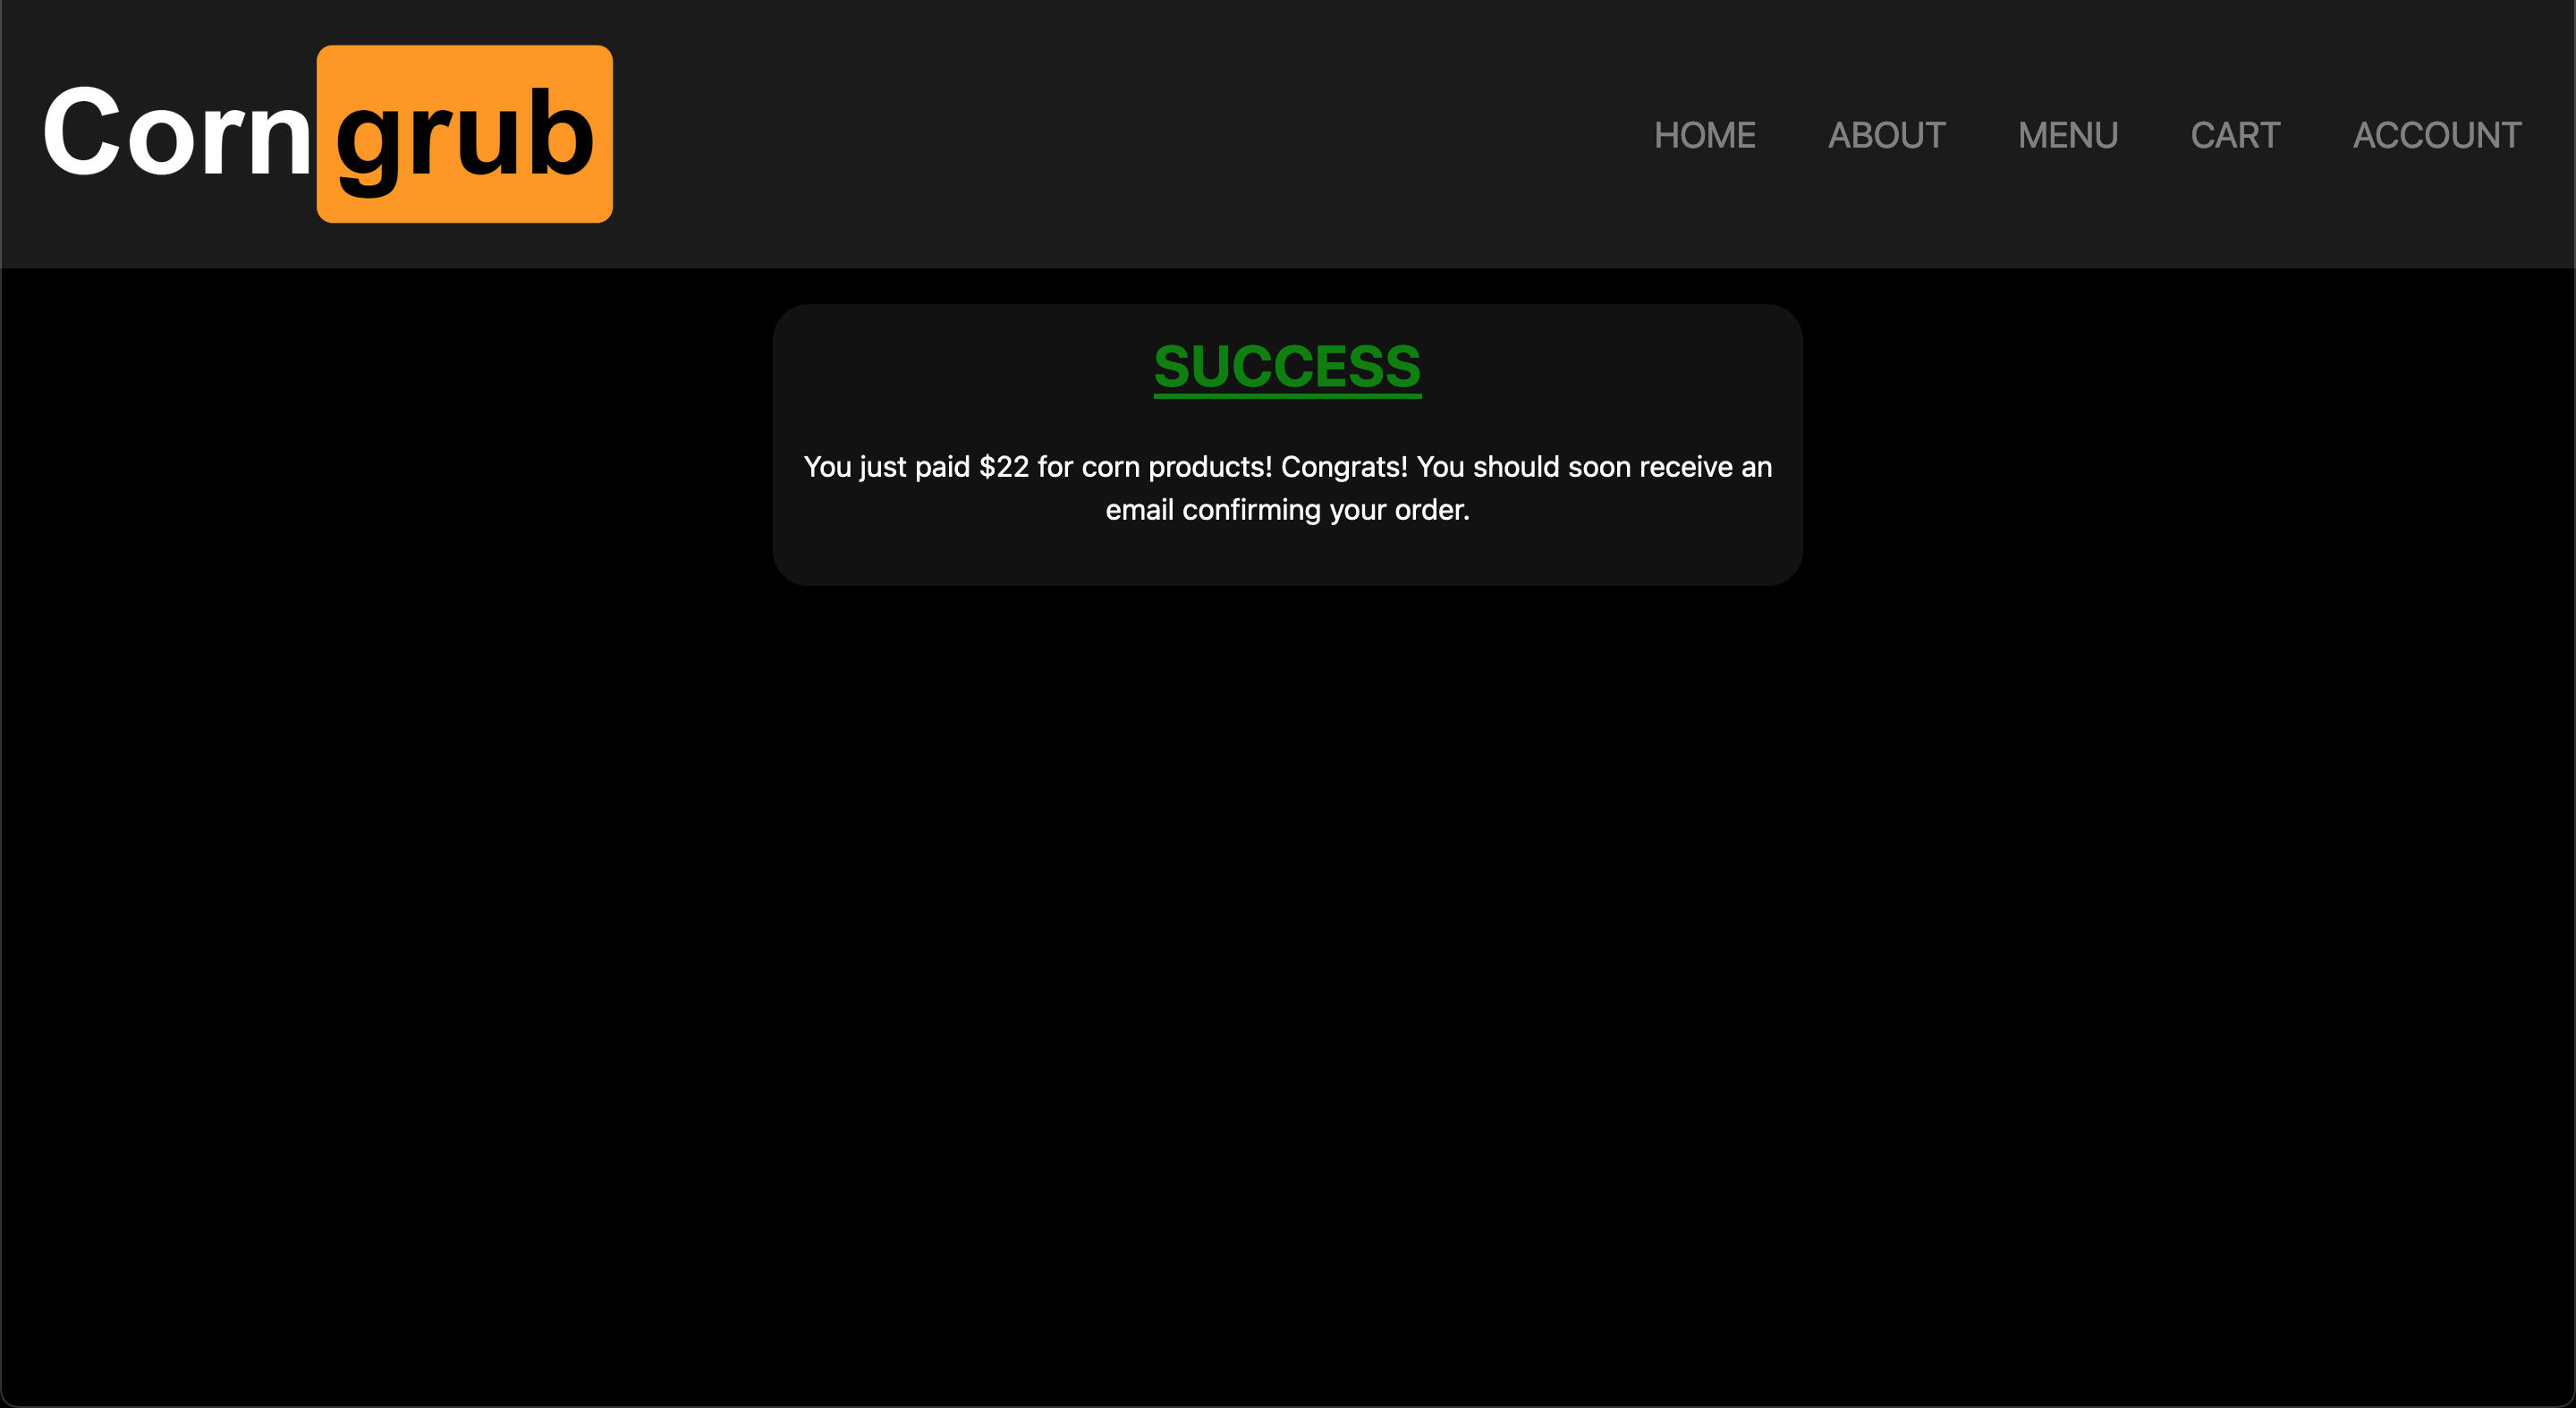 Corngrub
HOME ABOUT MENU CART ACCOUNT
SUCCESS
You just paid $22 for corn products! Congrats! You should soon receive an
email confirming your order.